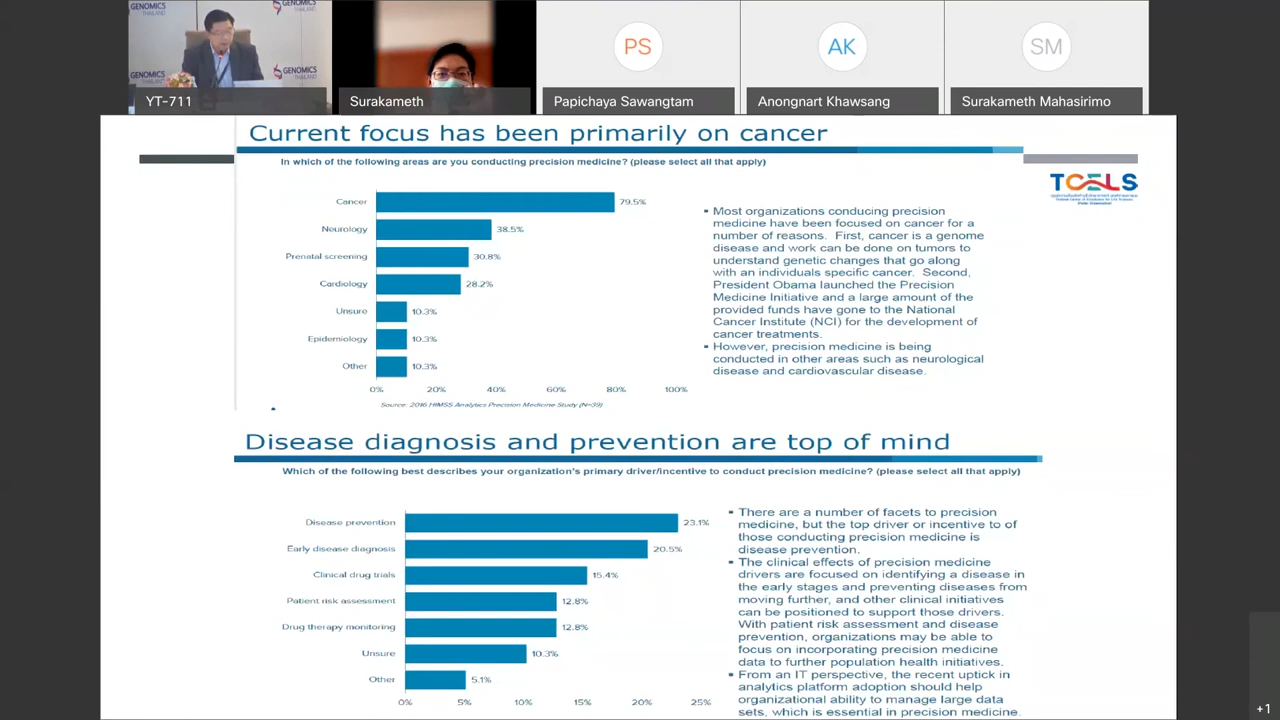 GENOMICS
THAILAND
GENOMICS
THAILAND
GENOMICS
THAILAND
YT-711
Surakameth
PS
Papichaya Sawangtam
AK
Anongnart Khawsang
SM
Surakameth Mahasirimo
Current focus has been primarily on cancer
In which of the following areas are you conducting precision medicine? (please select all that apply)
TCELS
Cancer
79.5%
Neurology
38.5%
Prenatal screening
30.8%
Cardiology
28.2%
Unsure
10.3%
Epidemiology
10.3%
Other
10.3%
0% 20% 40% 60% 80% 100%
Source: 2016 HIMSS Analytics Precision Medicine Study (N=39)
▪ Most organizations conducing precision
medicine have been focused on cancer for a
number of reasons. First, cancer is a genome
disease and work can be done on tumors to
understand genetic changes that go along
with an individuals specific cancer. Second,
President Obama launched the Precision
Medicine Initiative and a large amount of the
provided funds have gone to the National
Cancer Institute (NCI) for the development of
cancer treatments.
▪ However, precision medicine is being
conducted in other areas such as neurological
disease and cardiovascular disease.
Disease diagnosis and prevention are top of mind
Which of the following best describes your organization's primary driver/incentive to conduct precision medicine? (please select all that apply)
Disease prevention
23.1%
Early disease diagnosis
20.5%
Clinical drug trials
15.4%
Patient risk assessment
12.8%
Drug therapy monitoring
12.8%
Unsure
10.3%
Other
5.1%
0% 5% 10% 15% 20% 25%
▪ There are a number of facets to precision
medicine, but the top driver or incentive to of
those conducting precision medicine is
disease prevention.
▪ The clinical effects of precision medicine
drivers are focused on identifying a disease in
the early stages and preventing diseases from
moving further, and other clinical initiatives
can be positioned to support those drivers.
With patient risk assessment and disease
prevention, organizations may be able to
focus on incorporating precision medicine
data to further population health initiatives.
▪ From an IT perspective, the recent uptick in
analytics platform adoption should help
organizational ability to manage large data
sets, which is essential in precision medicine.
+1